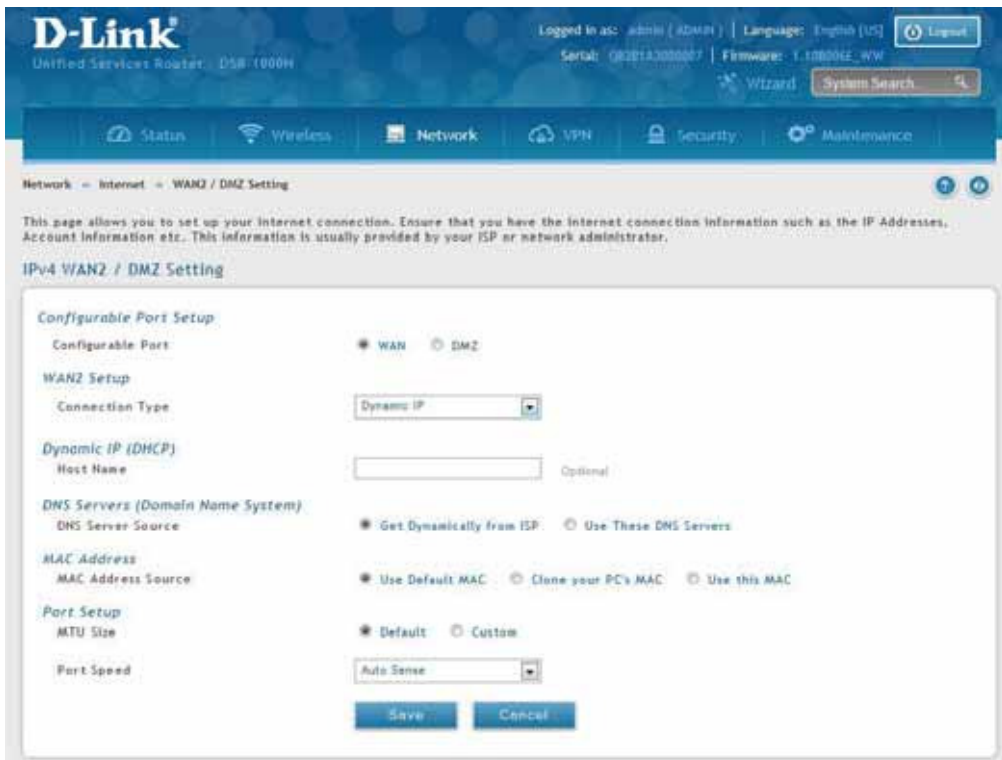 D-Link
Logged in as: admin ( ADMIN ) | Language: English [US]
Logout
Unified Services Router - DSR-1000N
Serial: | Firmware:
Wizard
System Search
Status
Wireless
Network
VPN
Security
Maintenance
Network » Internet » WAN2 / DMZ Setting
This page allows you to set up your Internet connection. Ensure that you have the Internet connection information such as the IP Addresses,
Account Information etc. This information is usually provided by your ISP or network administrator.
IPv4 WAN2 / DMZ Setting
Configurable Port Setup
Configurable Port WAN DMZ
WAN2 Setup
Connection Type Dynamic IP
Dynamic IP (DHCP)
Host Name Optional
DNS Servers (Domain Name System)
DNS Server Source Get Dynamically from ISP Use These DNS Servers
MAC Address
MAC Address Source Use Default MAC Clone your PC's MAC Use this MAC
Port Setup
MTU Size Default Custom
Port Speed Auto Sense
Save Cancel